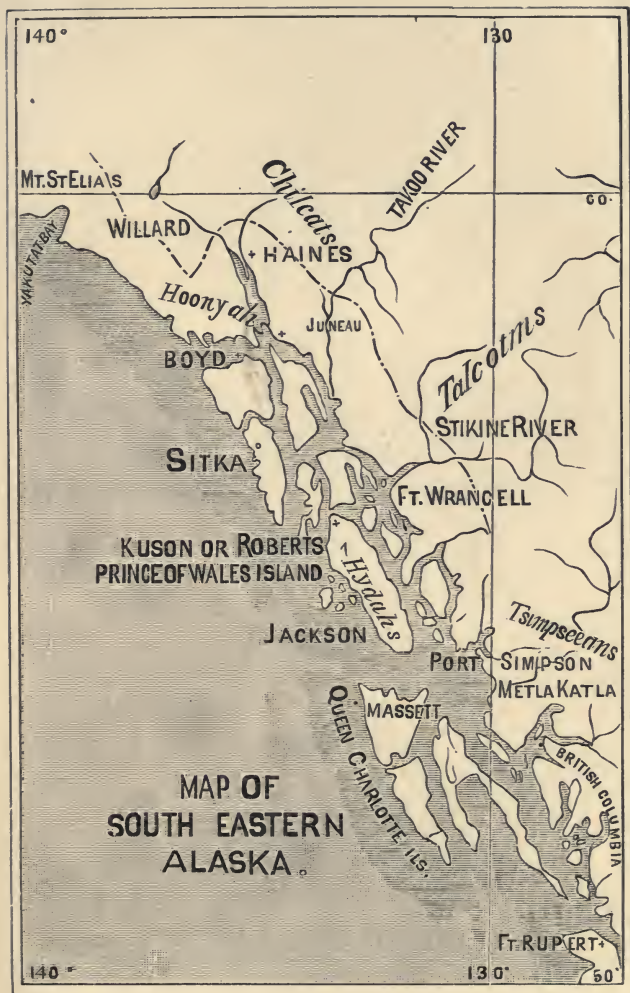 140°
130
Mt. St Elias
60.
Chilcats
TAKOO RIVER
WILLARD
HAINES
YAKUTAT BAY
Hoonyah
JUNEAU
BOYD
Talcotms
STIKINE RIVER
SITKA
FT. WRANGELL
KUSON OR ROBERTS
PRINCE OF WALES ISLAND
Hydahs
JACKSON
Tsimpseeans
PORT SIMPSON
METLA KATLA
MASSETT
QUEEN CHARLOTTE ILS.
BRITISH COLUMBIA
MAP OF
SOUTH EASTERN
ALASKA.
FT. RUPERT
140°
130°
50°